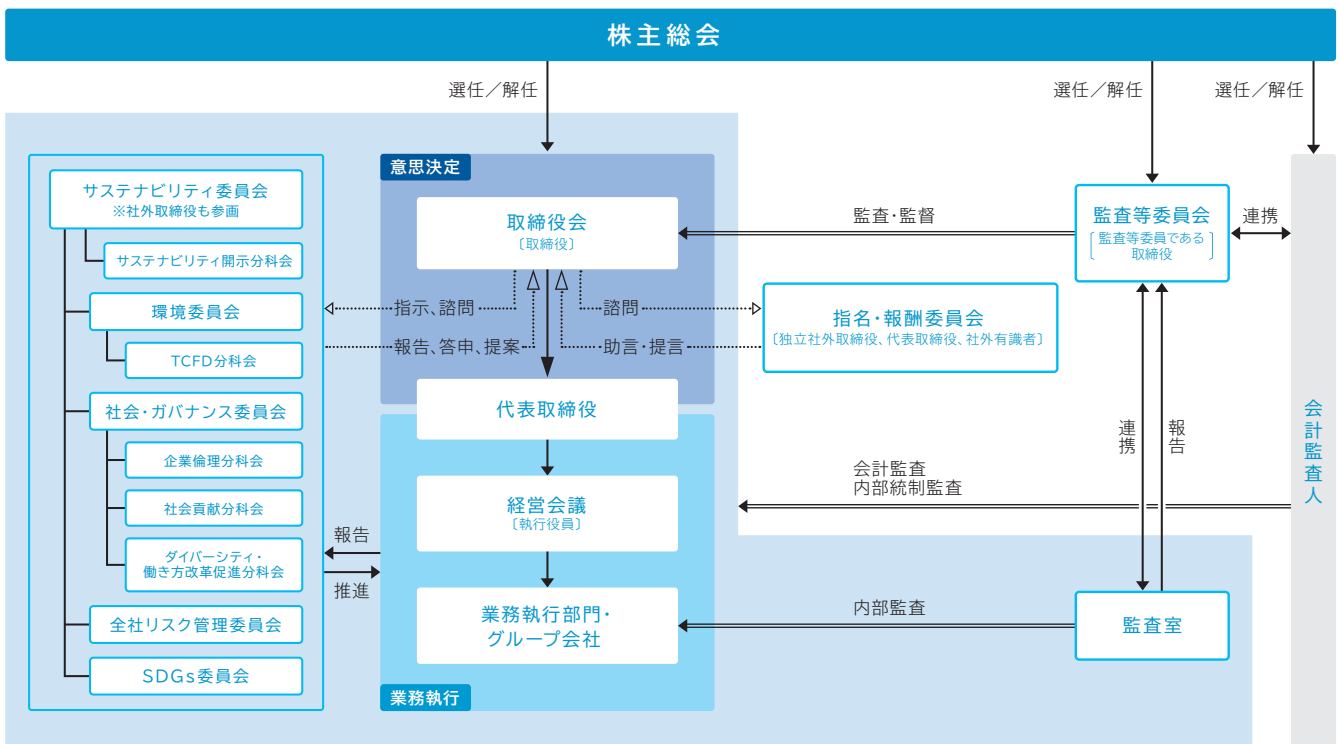 株主総会
選任／解任
選任／解任
選任／解任
サステナビリティ委員会
※社外取締役も参画
サステナビリティ開示分科会
環境委員会
TCFD分科会
社会・ガバナンス委員会
企業倫理分科会
社会貢献分科会
ダイバーシティ・
働き方改革促進分科会
全社リスク管理委員会
SDGs委員会
意思決定
取締役会
〔取締役〕
指示、諮問
諮問
報告、答申、提案
助言・提言
代表取締役
経営会議
〔執行役員〕
業務執行部門・
グループ会社
業務執行
報告
推進
監査・監督
監査等委員会
〔監査等委員である
取締役〕
連携
指名・報酬委員会
〔独立社外取締役、代表取締役、社外有識者〕
連携
報告
会計監査
内部統制監査
内部監査
監査室
会計監査人